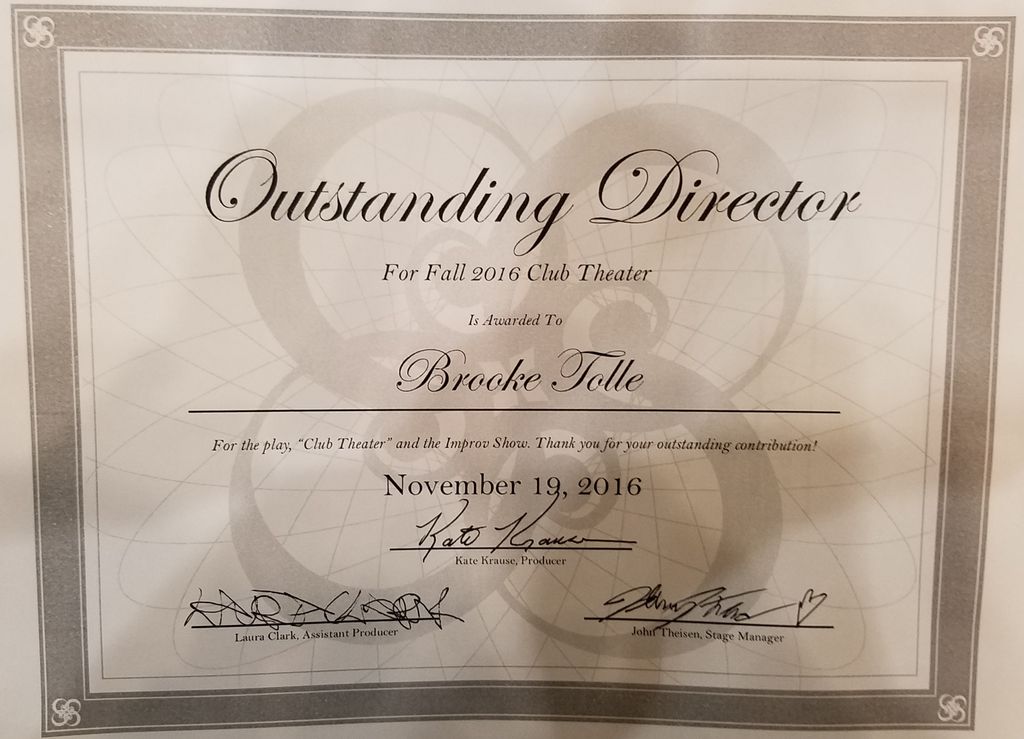 Outstanding Director
For Fall 2016 Club Theater
Is Awarded To
Brooke Tolle
For the play, "Club Theater" and the Improv Show. Thank you for your outstanding contribution!
November 19, 2016
Kate Krause
Kate Krause, Producer
Laura Clark, Assistant Producer
John Theisen, Stage Manager